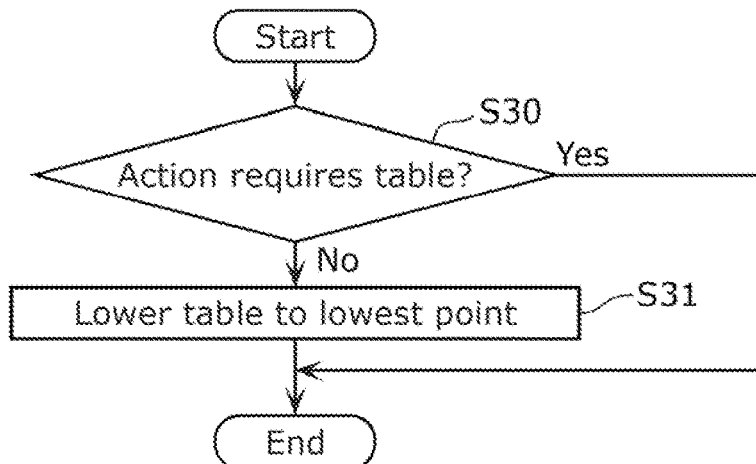 Start
S30
Action requires table?
Yes
No
Lower table to lowest point
S31
End